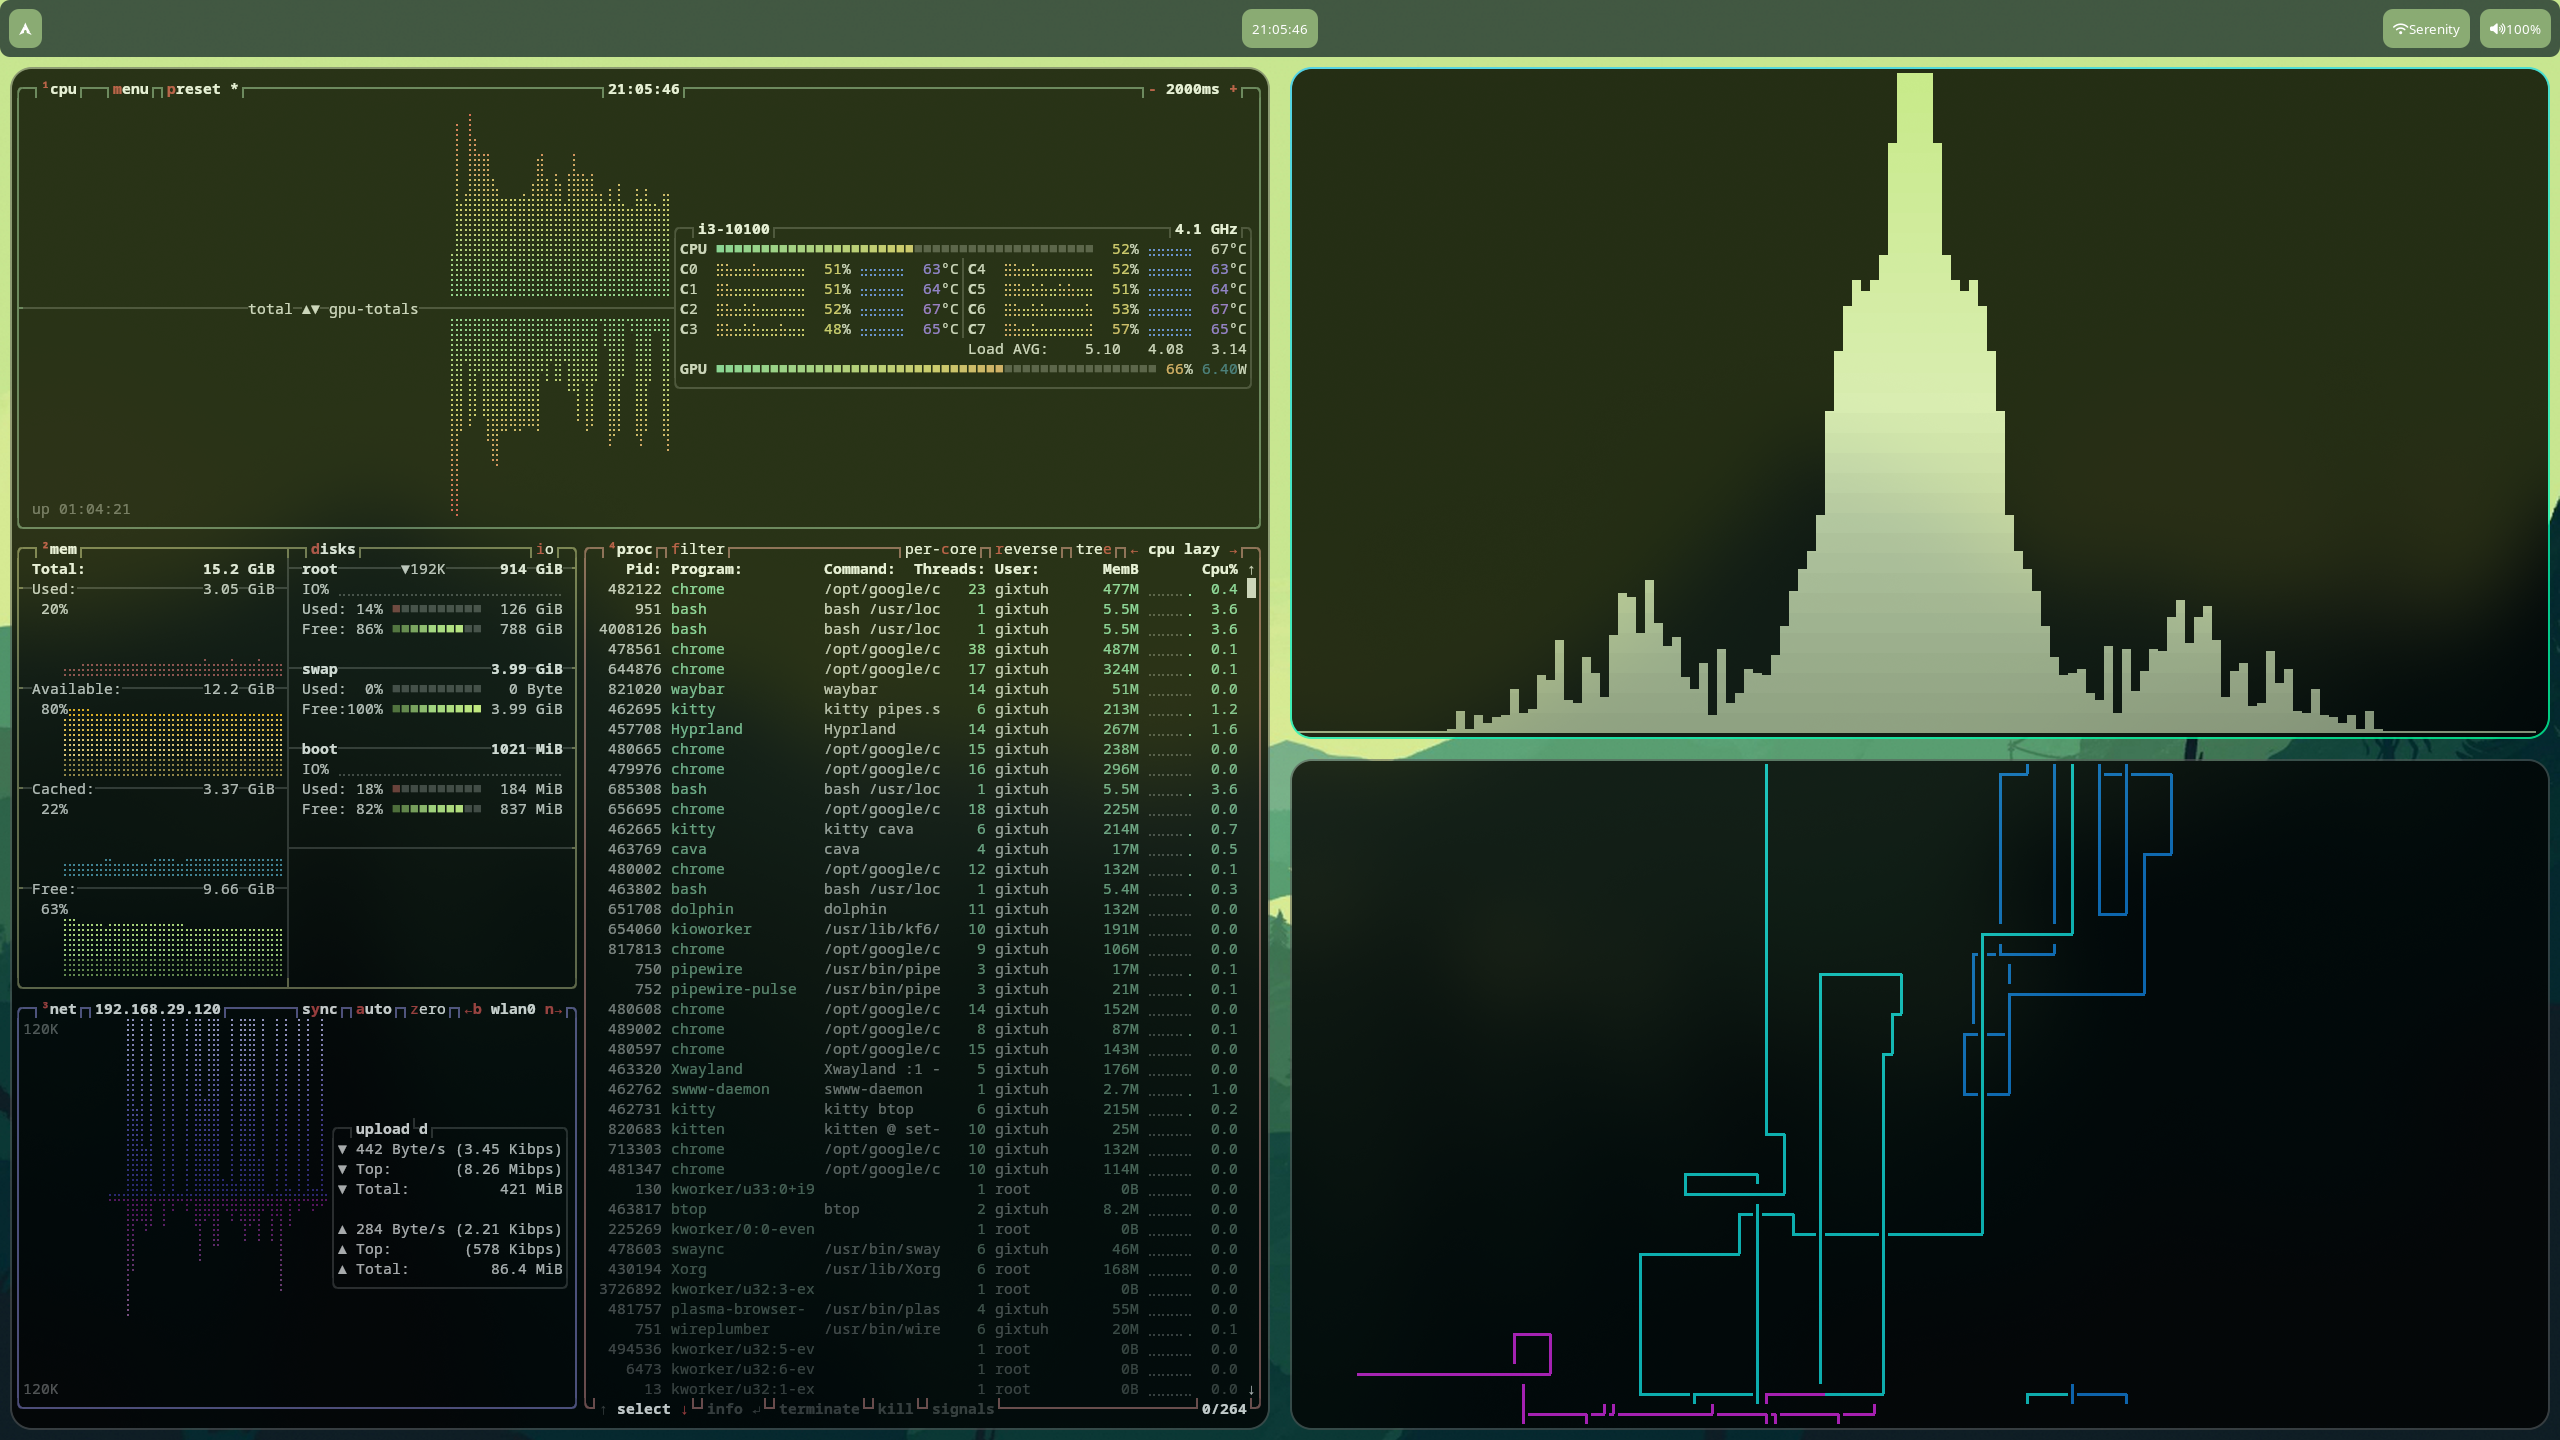 21:05:46
Serenity
100%
¹cpu menu preset * 21:05:46 - 2000ms +
i3-10100 4.1 GHz
CPU 52% 67°C
C0 51% 63°C C4 52% 63°C
C1 51% 64°C C5 51% 64°C
C2 52% 67°C C6 53% 67°C
C3 48% 65°C C7 57% 65°C
Load AVG: 5.10 4.08 3.14
GPU 66% 6.40W
total ▲▼ gpu-totals
up 01:04:21
²mem
Total: 15.2 GiB
Used: 3.05 GiB
20%
Available: 12.2 GiB
80%
Cached: 3.37 GiB
22%
Free: 9.66 GiB
63%
disks io
root ▼192K 914 GiB
IO%
Used: 14% 126 GiB
Free: 86% 788 GiB
swap 3.99 GiB
Used: 0% 0 Byte
Free:100% 3.99 GiB
boot 1021 MiB
IO%
Used: 18% 184 MiB
Free: 82% 837 MiB
³net 192.168.29.120 sync auto zero ←b wlan0 n→
120K
upload d
▼ 442 Byte/s (3.45 Kibps)
▼ Top: (8.26 Mibps)
▼ Total: 421 MiB
▲ 284 Byte/s (2.21 Kibps)
▲ Top: (578 Kibps)
▲ Total: 86.4 MiB
120K
⁴proc filter per-core reverse tree ← cpu lazy →
Pid: Program: Command: Threads: User: MemB Cpu% ↑
482122 chrome /opt/google/c 23 gixtuh 477M 0.4
951 bash bash /usr/loc 1 gixtuh 5.5M 3.6
4008126 bash bash /usr/loc 1 gixtuh 5.5M 3.6
478561 chrome /opt/google/c 38 gixtuh 487M 0.1
644876 chrome /opt/google/c 17 gixtuh 324M 0.1
821020 waybar waybar 14 gixtuh 51M 0.0
462695 kitty kitty pipes.s 6 gixtuh 213M 1.2
457708 Hyprland Hyprland 14 gixtuh 267M 1.6
480665 chrome /opt/google/c 15 gixtuh 238M 0.0
479976 chrome /opt/google/c 16 gixtuh 296M 0.0
685308 bash bash /usr/loc 1 gixtuh 5.5M 3.6
656695 chrome /opt/google/c 18 gixtuh 225M 0.0
462665 kitty kitty cava 6 gixtuh 214M 0.7
463769 cava cava 4 gixtuh 17M 0.5
480002 chrome /opt/google/c 12 gixtuh 132M 0.1
463802 bash bash /usr/loc 1 gixtuh 5.4M 0.3
651708 dolphin dolphin 11 gixtuh 132M 0.0
654060 kioworker /usr/lib/kf6/ 10 gixtuh 191M 0.0
817813 chrome /opt/google/c 9 gixtuh 106M 0.0
750 pipewire /usr/bin/pipe 3 gixtuh 17M 0.1
752 pipewire-pulse /usr/bin/pipe 3 gixtuh 21M 0.1
480608 chrome /opt/google/c 14 gixtuh 152M 0.0
489002 chrome /opt/google/c 8 gixtuh 87M 0.1
480597 chrome /opt/google/c 15 gixtuh 143M 0.0
463320 Xwayland Xwayland :1 - 5 gixtuh 176M 0.0
462762 swww-daemon swww-daemon 1 gixtuh 2.7M 1.0
462731 kitty kitty btop 6 gixtuh 215M 0.2
820683 kitten kitten @ set- 10 gixtuh 25M 0.0
713303 chrome /opt/google/c 10 gixtuh 132M 0.0
481347 chrome /opt/google/c 10 gixtuh 114M 0.0
130 kworker/u33:0+i9 1 root 0B 0.0
463817 btop btop 2 gixtuh 8.2M 0.0
225269 kworker/0:0-even 1 root 0B 0.0
478603 swaync /usr/bin/sway 6 gixtuh 46M 0.0
430194 Xorg /usr/lib/Xorg 6 root 168M 0.0
3726892 kworker/u32:3-ex 1 root 0B 0.0
481757 plasma-browser- /usr/bin/plas 4 gixtuh 55M 0.0
751 wireplumber /usr/bin/wire 6 gixtuh 20M 0.1
494536 kworker/u32:5-ev 1 root 0B 0.0
6473 kworker/u32:6-ev 1 root 0B 0.0
13 kworker/u32:1-ex 1 root 0B 0.0 ↓
↑ select ↓ info ↲ terminate kill signals 0/264